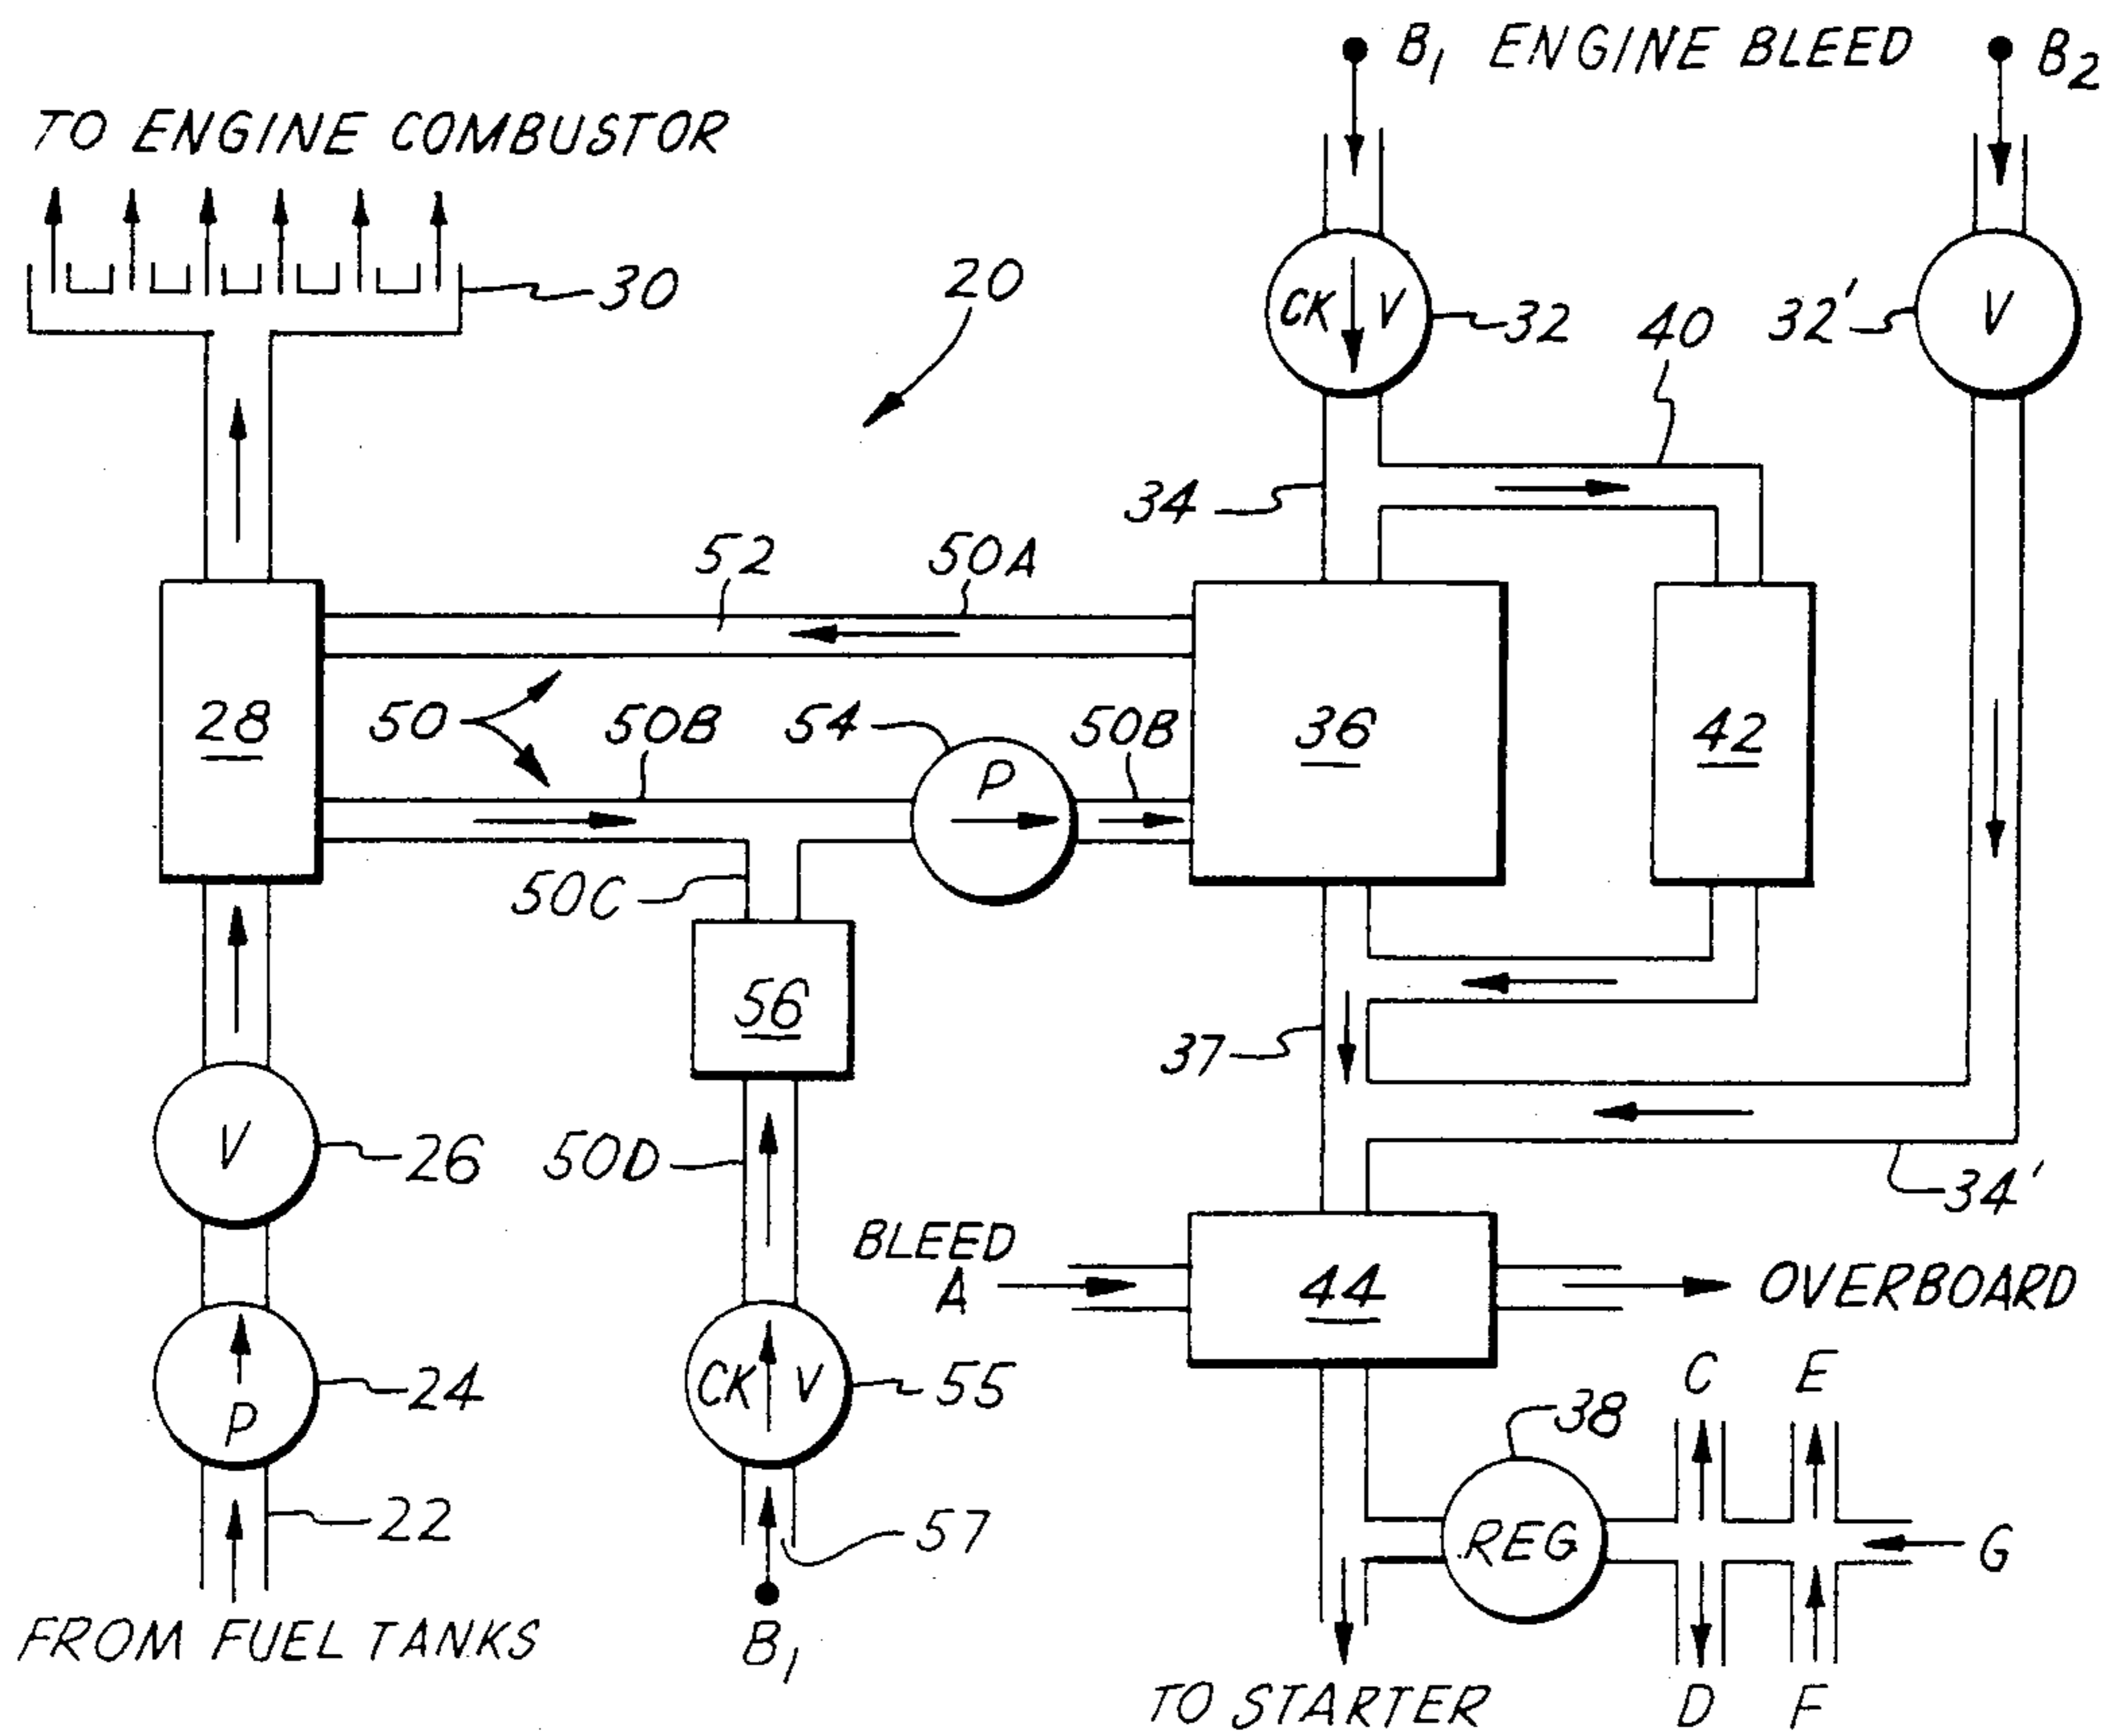 B1 ENGINE BLEED
B2
TO ENGINE COMBUSTOR
30
20
CK V
32
40
32'
V
34
52
50A
28
50
50B
54
P
50B
36
42
50C
56
37
V
26
50D
34'
BLEED
A
44
OVERBOARD
P
24
CK V
55
38
C
E
22
57
REG
G
FROM FUEL TANKS
B1
TO STARTER
D
F